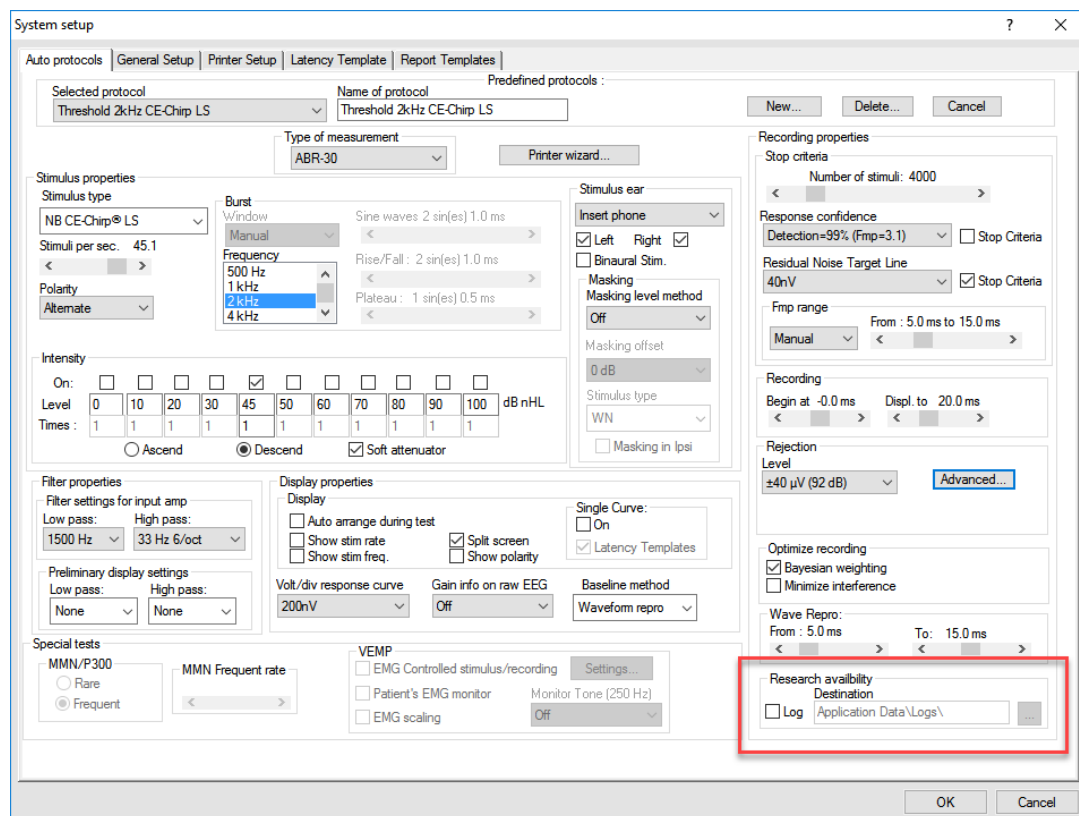 System setup
Auto protocols General Setup Printer Setup Latency Template Report Templates
Predefined protocols :
Selected protocol
Threshold 2kHz CE-Chirp LS
Name of protocol
Threshold 2kHz CE-Chirp LS
New... Delete... Cancel
Type of measurement
ABR-30
Printer wizard...
Stimulus properties
Stimulus type
NB CE-Chirp® LS
Stimuli per sec. 45.1
Polarity
Alternate
Burst
Window
Manual
Frequency
500 Hz
1 kHz
2 kHz
4 kHz
Sine waves 2 sin(es) 1.0 ms
Rise/Fall : 2 sin(es) 1.0 ms
Plateau : 1 sin(es) 0.5 ms
Intensity
On:
Level 0 10 20 30 45 50 60 70 80 90 100 dB nHL
Times : 1 1 1 1 1 1 1 1 1 1 1
Ascend Descend Soft attenuator
Stimulus ear
Insert phone
Left Right
Binaural Stim.
Masking
Masking level method
Off
Masking offset
0 dB
Stimulus type
WN
Masking in Ipsi
Recording properties
Stop criteria
Number of stimuli: 4000
Response confidence
Detection=99% (Fmp=3.1) Stop Criteria
Residual Noise Target Line
40nV Stop Criteria
Fmp range
Manual
From : 5.0 ms to 15.0 ms
Recording
Begin at -0.0 ms Displ. to 20.0 ms
Rejection
Level
±40 µV (92 dB) Advanced...
Optimize recording
Bayesian weighting
Minimize interference
Wave Repro:
From : 5.0 ms To: 15.0 ms
Research availbility
Destination
Log Application Data\Logs\ ...
Filter properties
Filter settings for input amp
Low pass: High pass:
1500 Hz 33 Hz 6/oct
Preliminary display settings
Low pass: High pass:
None None
Display properties
Display
Auto arrange during test
Show stim rate Split screen
Show stim freq. Show polarity
Single Curve:
On
Latency Templates
Volt/div response curve Gain info on raw EEG Baseline method
200nV Off Waveform repro
Special tests
MMN/P300
Rare
Frequent
MMN Frequent rate
VEMP
EMG Controlled stimulus/recording Settings...
Patient's EMG monitor Monitor Tone (250 Hz)
EMG scaling Off
OK Cancel